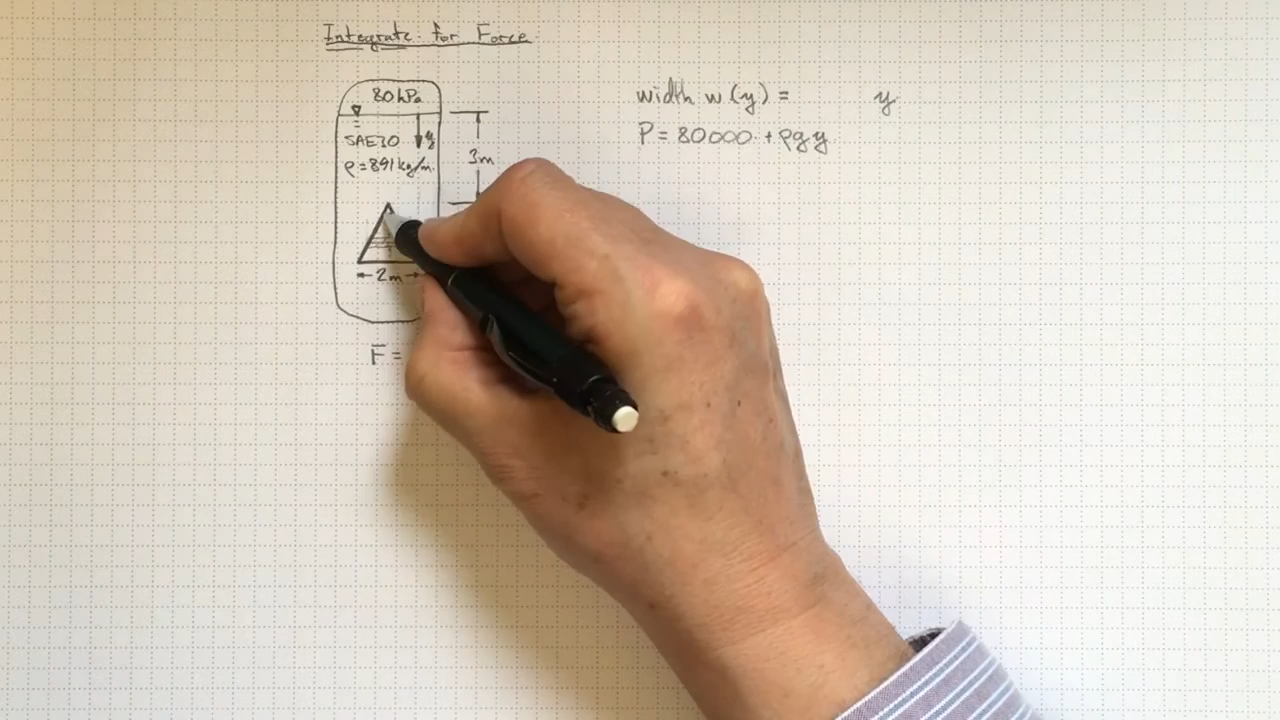 Integrate for Force
80 kPa
SAE30
y
ρ=891 kg/m
3m
2m
F=
width w(y) = y
P = 80000 + ρgy